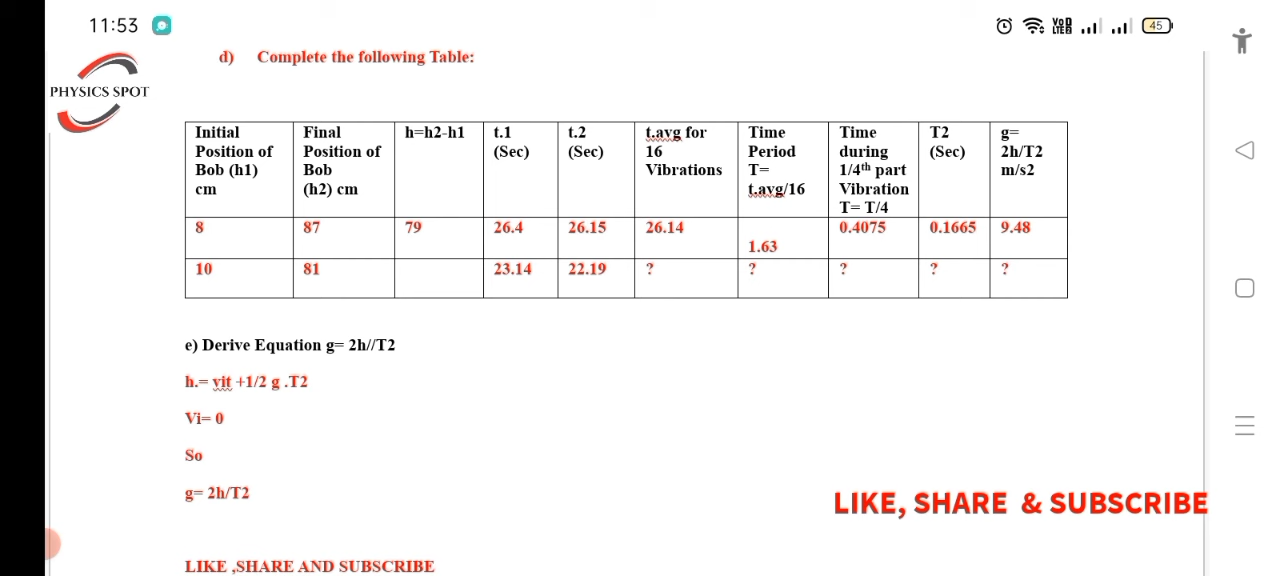 11:53
VoD LTE2 45
PHYSICS SPOT
d) Complete the following Table:
Initial Position of Bob (h1) cm | Final Position of Bob (h2) cm | h=h2-h1 | t.1 (Sec) | t.2 (Sec) | t.avg for 16 Vibrations | Time Period T= t.avg/16 | Time during 1/4th part Vibration T= T/4 | T2 (Sec) | g= 2h/T2 m/s2
8 | 87 | 79 | 26.4 | 26.15 | 26.14 | 1.63 | 0.4075 | 0.1665 | 9.48
10 | 81 | | 23.14 | 22.19 | ? | ? | ? | ? | ?
e) Derive Equation g= 2h//T2
h.= vit +1/2 g .T2
Vi= 0
So
g= 2h/T2
LIKE, SHARE & SUBSCRIBE
LIKE ,SHARE AND SUBSCRIBE